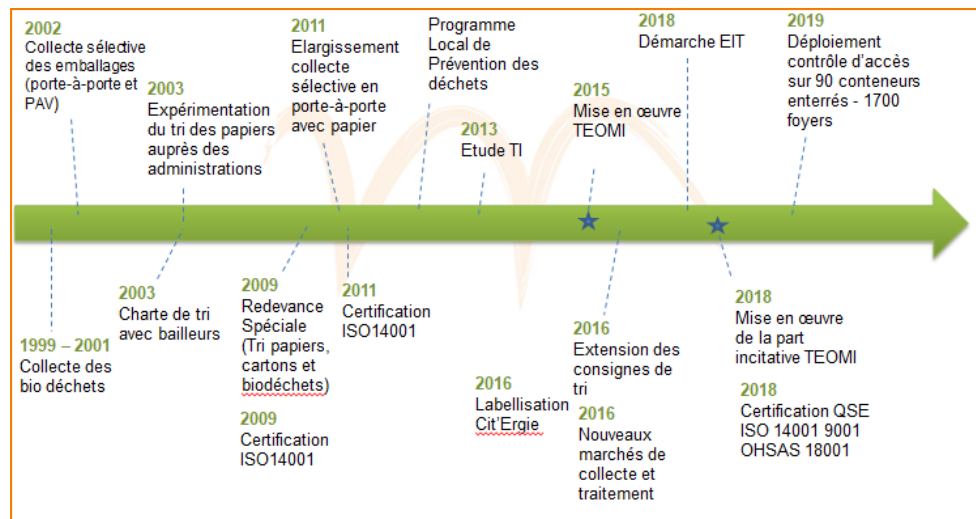 2002
Collecte sélective
des emballages
(porte-à-porte et
PAV)
2003
Expérimentation
du tri des papiers
auprès des
administrations
2011
Elargissement
collecte
sélective en
porte-à-porte
avec papier
Programme
Local de
Prévention des
déchets
2013
Etude TI
2015
Mise en œuvre
TEOMI
2018
Démarche EIT
2019
Déploiement
contrôle d'accès
sur 90 conteneurs
enterrés - 1700
foyers
1999 – 2001
Collecte des
bio déchets
2003
Charte de tri
avec bailleurs
2009
Redevance
Spéciale
(Tri papiers,
cartons et
biodéchets)
2009
Certification
ISO14001
2011
Certification
ISO14001
2016
Labellisation
Cit'Ergie
2016
Extension des
consignes de
tri
2016
Nouveaux
marchés de
collecte et
traitement
2018
Mise en œuvre
de la part
incitative TEOMI
2018
Certification QSE
ISO 14001 9001
OHSAS 18001